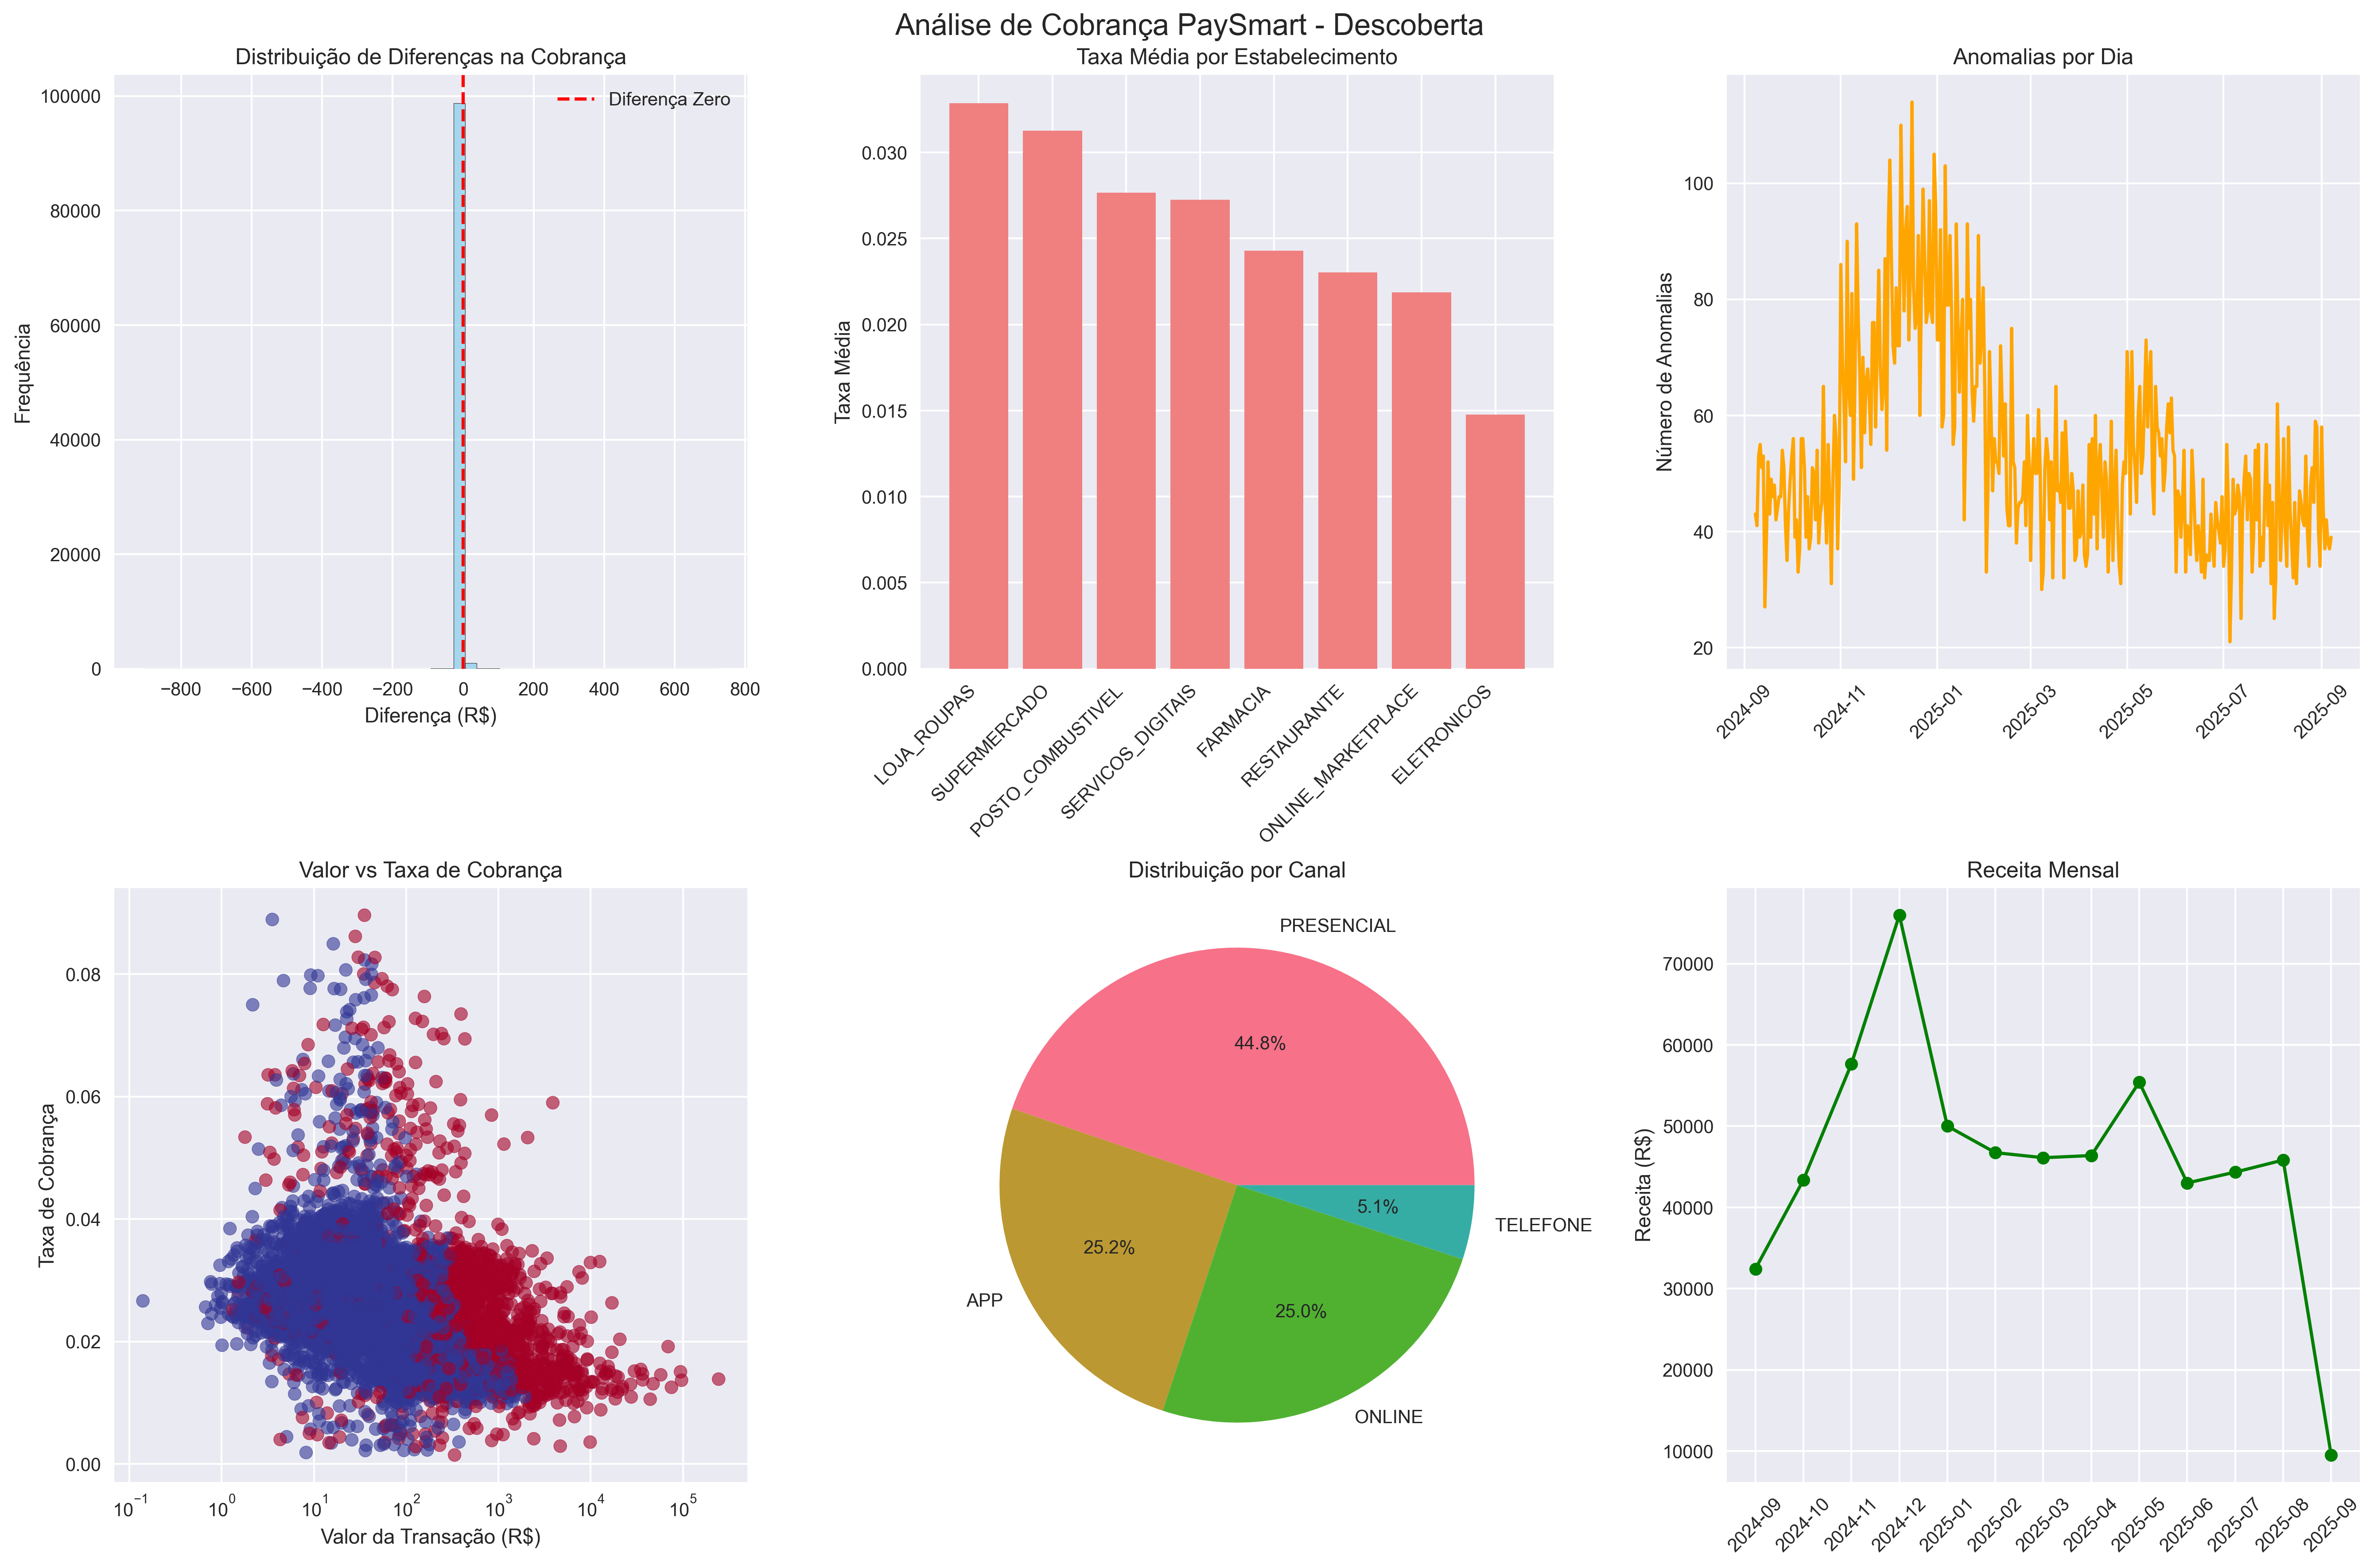 Análise de Cobrança PaySmart - Descoberta
Distribuição de Diferenças na Cobrança
Frequência
100000
80000
60000
40000
20000
0
Diferença Zero
−800
−600
−400
−200
0
200
400
600
800
Diferença (R$)
Taxa Média por Estabelecimento
Taxa Média
0.030
0.025
0.020
0.015
0.010
0.005
0.000
LOJA_ROUPAS
SUPERMERCADO
POSTO_COMBUSTIVEL
SERVICOS_DIGITAIS
FARMACIA
RESTAURANTE
ONLINE_MARKETPLACE
ELETRONICOS
Anomalias por Dia
Número de Anomalias
100
80
60
40
20
2024-09
2024-11
2025-01
2025-03
2025-05
2025-07
2025-09
Valor vs Taxa de Cobrança
Taxa de Cobrança
0.08
0.06
0.04
0.02
0.00
10⁻¹
10⁰
10¹
10²
10³
10⁴
10⁵
Valor da Transação (R$)
Distribuição por Canal
PRESENCIAL
44.8%
5.1%
TELEFONE
25.2%
APP
25.0%
ONLINE
Receita Mensal
Receita (R$)
70000
60000
50000
40000
30000
20000
10000
2024-09
2024-10
2024-11
2024-12
2025-01
2025-02
2025-03
2025-04
2025-05
2025-06
2025-07
2025-08
2025-09